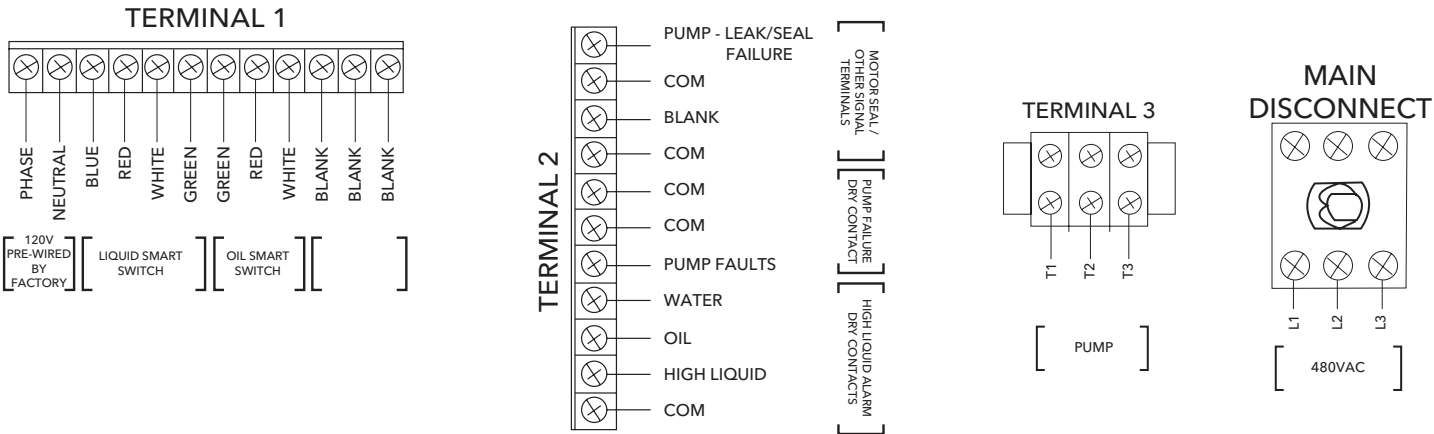 TERMINAL 1
PHASE
NEUTRAL
BLUE
RED
WHITE
GREEN
GREEN
RED
WHITE
BLANK
BLANK
BLANK
120V
PRE-WIRED
BY
FACTORY
LIQUID SMART
SWITCH
OIL SMART
SWITCH
TERMINAL 2
PUMP - LEAK/SEAL
FAILURE
COM
BLANK
COM
COM
COM
PUMP FAULTS
WATER
OIL
HIGH LIQUID
COM
MOTOR SEAL /
OTHER SIGNAL
TERMINALS
PUMP FAILURE
DRY CONTACT
HIGH LIQUID ALARM
DRY CONTACTS
TERMINAL 3
T1
T2
T3
PUMP
MAIN
DISCONNECT
L1
L2
L3
480VAC